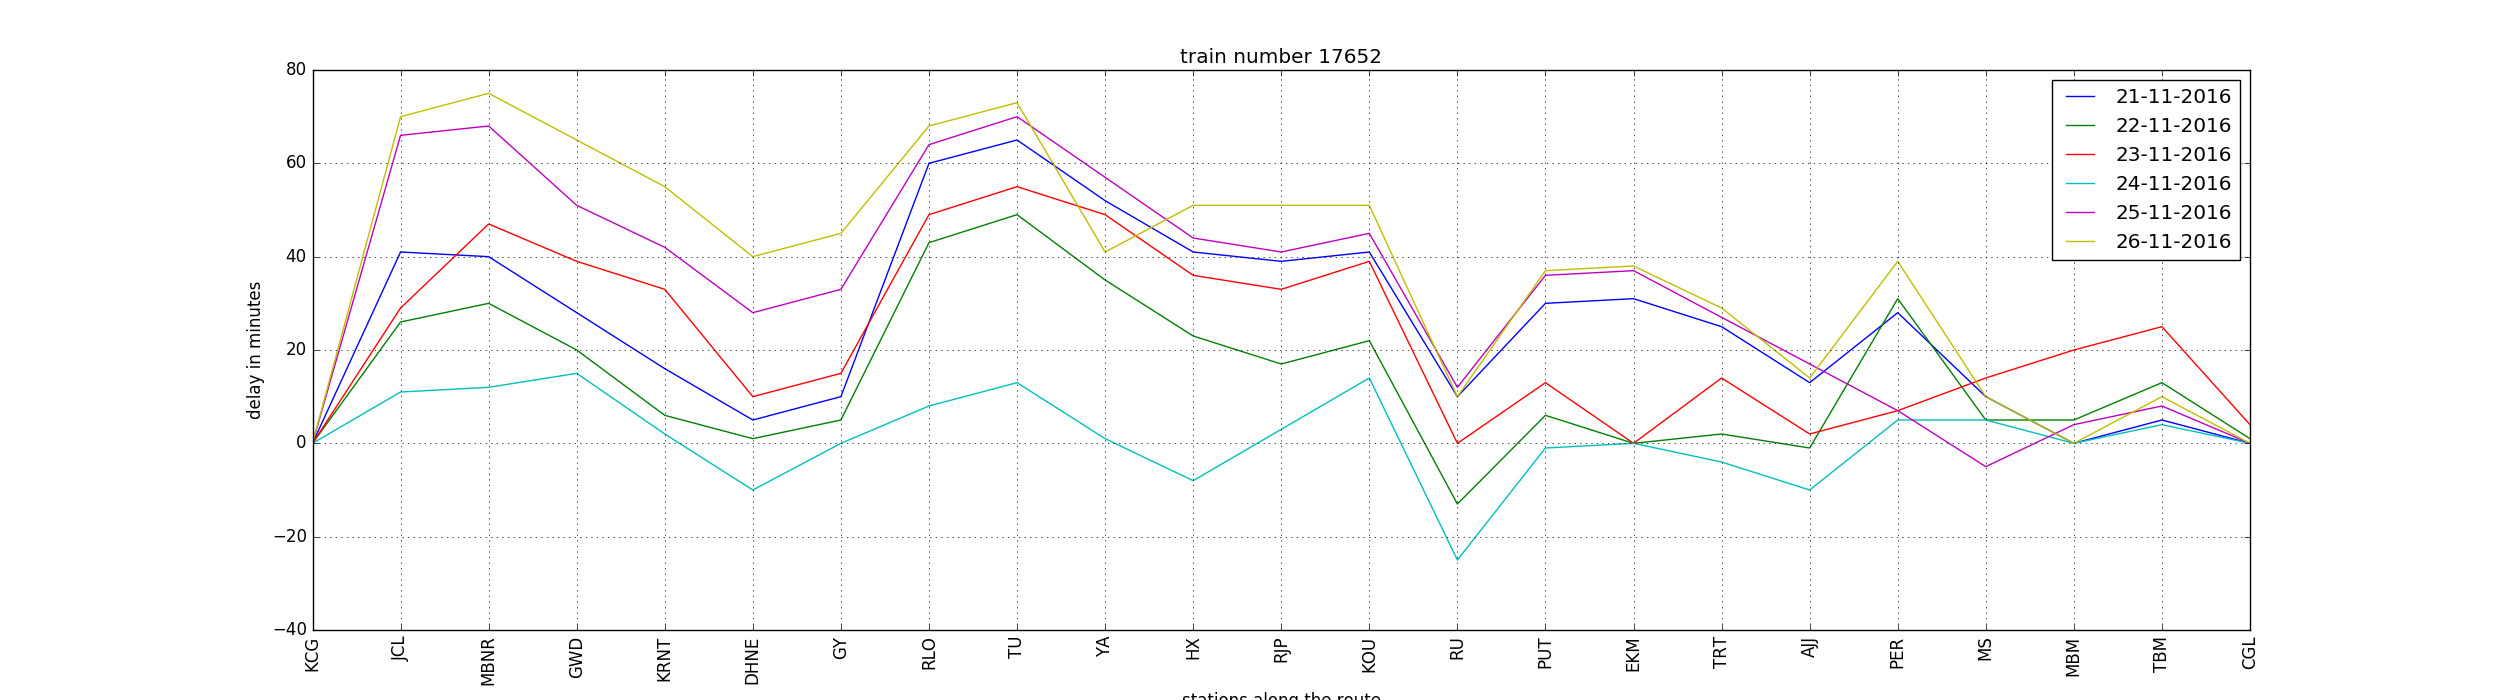 train number 17652
80
60
40
20
0
−20
−40
delay in minutes
21-11-2016
22-11-2016
23-11-2016
24-11-2016
25-11-2016
26-11-2016
KCG
JCL
MBNR
GWD
KRNT
DHNE
GY
RLO
TU
YA
HX
RJP
KOU
RU
PUT
EKM
TRT
AJJ
PER
MS
MBM
TBM
CGL
stations along the route